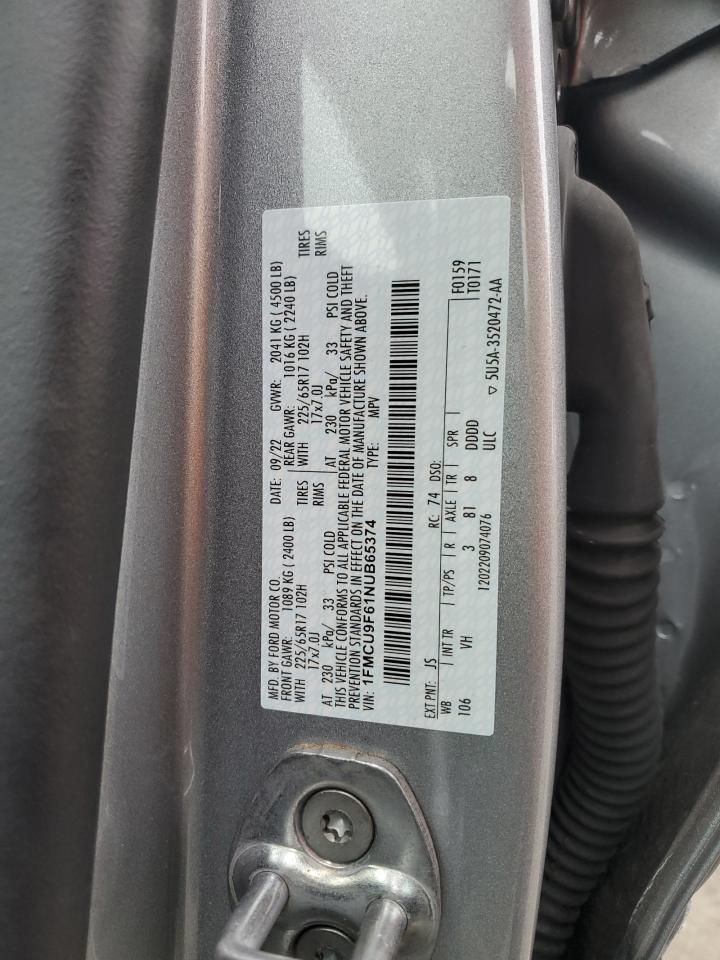 MFD. BY FORD MOTOR CO.
DATE: 09/22 GVWR: 2041 KG ( 4500 LB)
FRONT GAWR: 1089 KG ( 2400 LB) REAR GAWR: 1016 KG ( 2240 LB)
WITH 225/65R17 102H TIRES WITH 225/65R17 102H TIRES
17x7.0J RIMS 17x7.0J RIMS
AT 230 kPa/ 33 PSI COLD AT 230 kPa/ 33 PSI COLD
THIS VEHICLE CONFORMS TO ALL APPLICABLE FEDERAL MOTOR VEHICLE SAFETY AND THEFT
PREVENTION STANDARDS IN EFFECT ON THE DATE OF MANUFACTURE SHOWN ABOVE.
VIN: 1FMCU9F61NUB65374 TYPE: MPV
F0159
EXT PNT: JS RC: 74 DSO: T0171
WB INT TR TP/PS R AXLE TR SPR
106 VH 3 81 8 DDDD
1202209074076 ULC ▽ 5U5A-3520472-AA